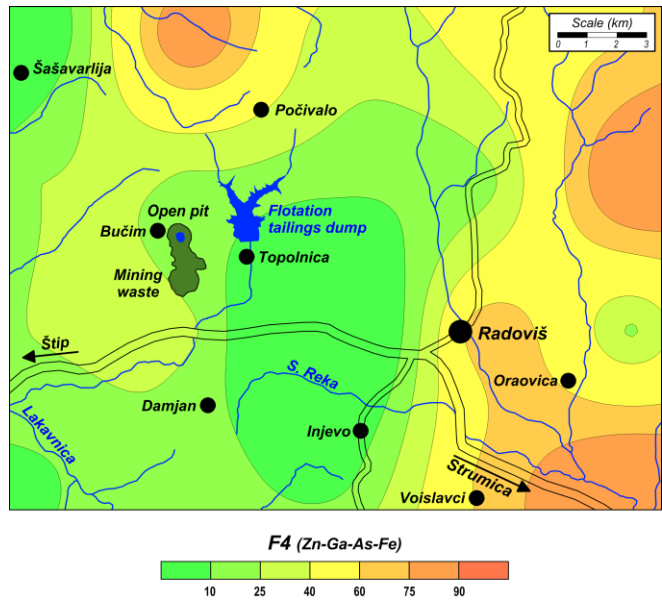 Scale (km)
0 1 2 3
Šašavarlija
Počivalo
Open pit
Bučim
Flotation
tailings dump
Topolnica
Mining
waste
Štip
Radoviš
S. Reka
Oraovica
Damjan
Lakavnica
Injevo
Strumica
Voislavci
F4 (Zn-Ga-As-Fe)
10 25 40 60 75 90